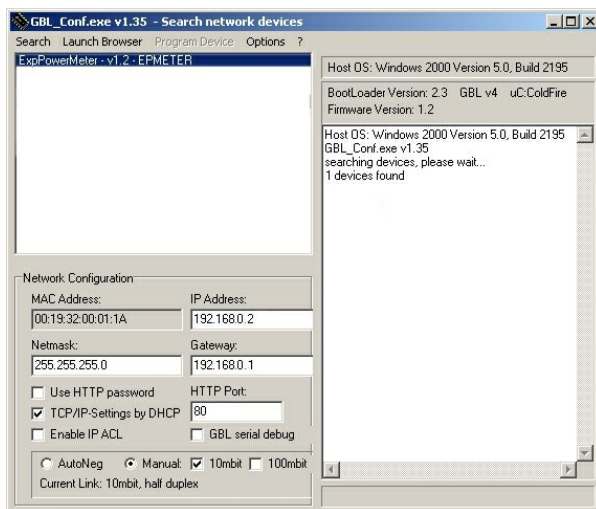 GBL_Conf.exe v1.35 - Search network devices
Search Launch Browser Program Device Options ?
ExpPowerMeter - v1.2 - EPMETER
Host OS: Windows 2000 Version 5.0, Build 2195
BootLoader Version: 2.3 GBL v4 uC:ColdFire
Firmware Version: 1.2
Host OS: Windows 2000 Version 5.0, Build 2195
GBL_Conf.exe v1.35
searching devices, please wait...
1 devices found
Network Configuration
MAC Address: IP Address:
00:19:32:00:01:1A 192.168.0.2
Netmask: Gateway:
255.255.255.0 192.168.0.1
Use HTTP password HTTP Port:
TCP/IP-Settings by DHCP 80
Enable IP ACL GBL serial debug
AutoNeg Manual: 10mbit 100mbit
Current Link: 10mbit, half duplex